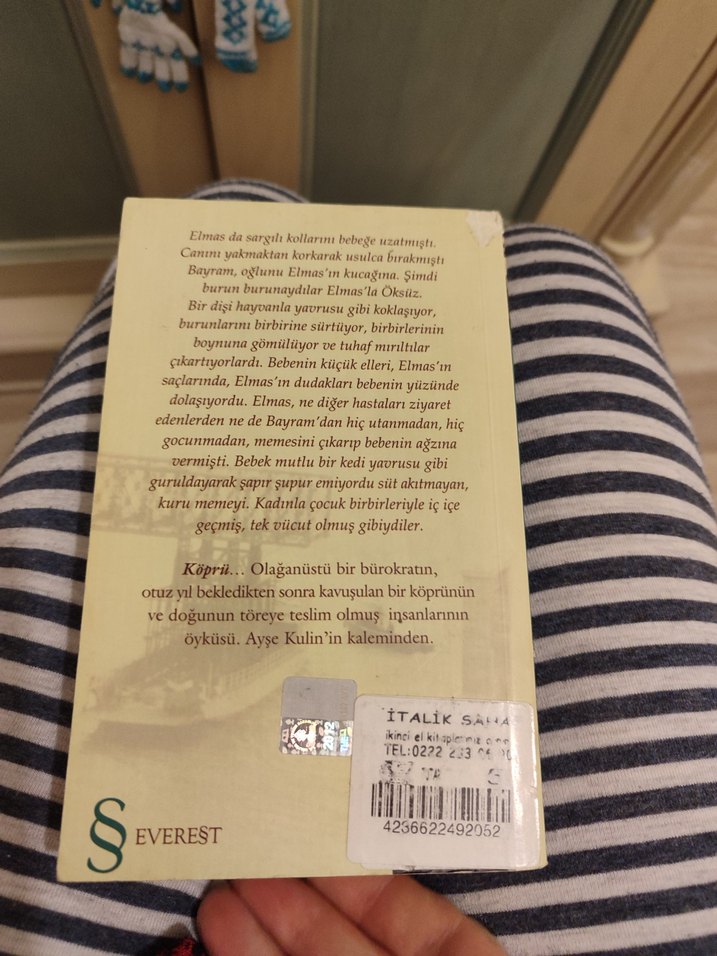 Elmas da sargılı kollarını bebeğe uzatmıştı.
Canını yakmaktan korkarak usulca bırakmıştı
Bayram, oğlunu Elmas'ın kucağına. Şimdi
burun burunaydılar Elmas'la Öksüz.
Bir dişi hayvanla yavrusu gibi koklaşıyor,
burunlarını birbirine sürtüyor, birbirlerinin
boynuna gömülüyor ve tuhaf mırıltılar
çıkartıyorlardı. Bebenin küçük elleri, Elmas'ın
saçlarında, Elmas'ın dudakları bebenin yüzünde
dolaşıyordu. Elmas, ne diğer hastaları ziyaret
edenlerden ne de Bayram'dan hiç utanmadan, hiç
gocunmadan, memesini çıkarıp bebenin ağzına
vermişti. Bebek mutlu bir kedi yavrusu gibi
guruldayarak şapır şupur emiyordu süt akıtmayan,
kuru memeyi. Kadınla çocuk birbirleriyle iç içe
geçmiş, tek vücut olmuş gibiydiler.
Köprü... Olağanüstü bir bürokratın,
otuz yıl bekledikten sonra kavuşulan bir köprünün
ve doğunun töreye teslim olmuş insanlarının
öyküsü. Ayşe Kulin'in kaleminden.
2012
İTALİK SAHA
ikinci el
TEL:0222
4236622492052
§ EVEREST